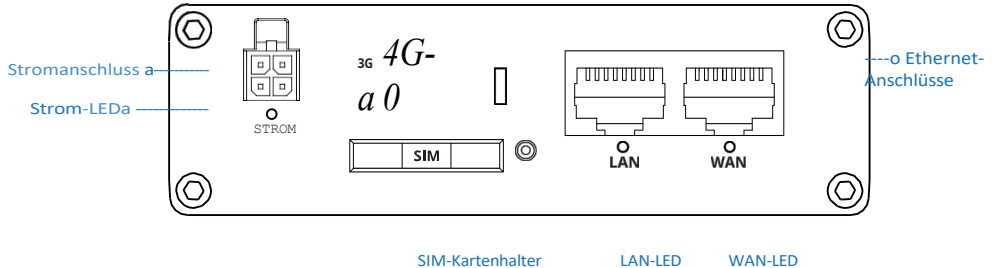 Stromanschluss a
Strom-LEDa
STROM
3G 4G-
a 0
SIM
LAN
WAN
o Ethernet-
Anschlüsse
SIM-Kartenhalter
LAN-LED
WAN-LED